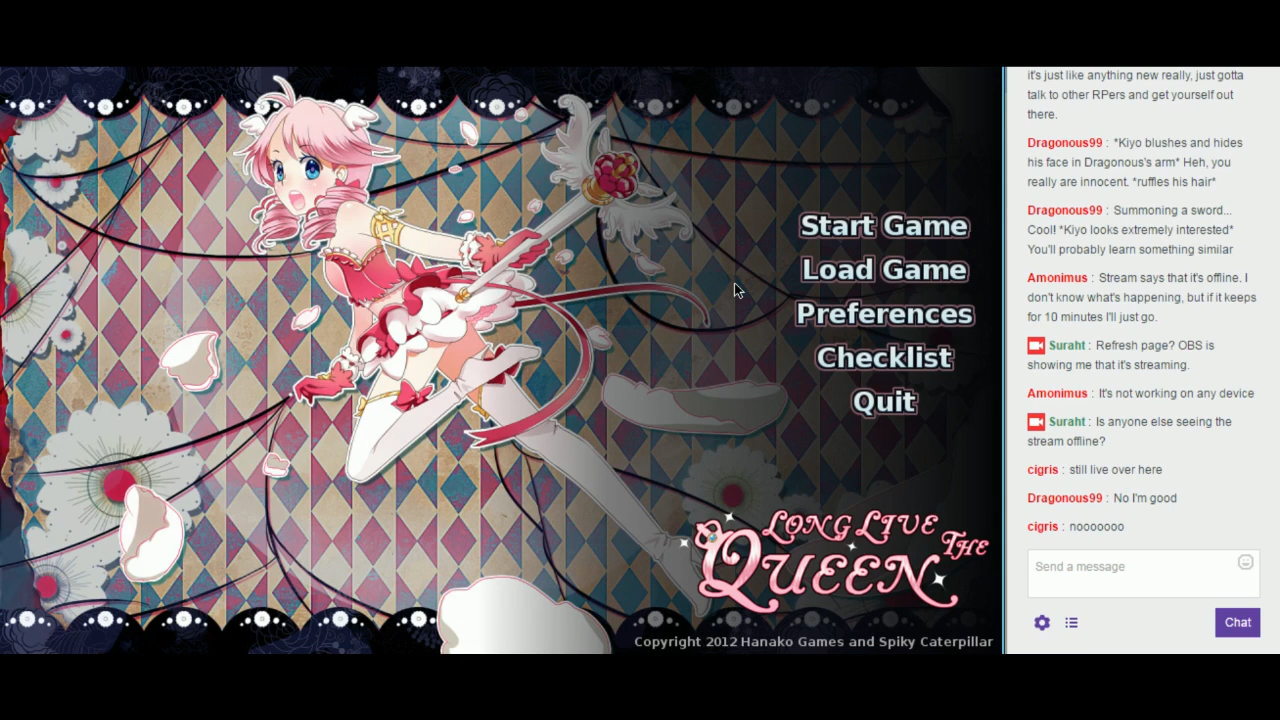 Start Game
Load Game
Preferences
Checklist
Quit
LONG LIVE THE
QUEEN
Copyright 2012 Hanako Games and Spiky Caterpillar
it's just like anything new really, just gotta
talk to other RPers and get yourself out
there.
Dragonous99 : *Kiyo blushes and hides
his face in Dragonous's arm* Heh, you
really are innocent. *ruffles his hair*
Dragonous99 : Summoning a sword...
Cool! *Kiyo looks extremely interested*
You'll probably learn something similar
Amonimus : Stream says that it's offline. I
don't know what's happening, but if it keeps
for 10 minutes I'll just go.
Suraht : Refresh page? OBS is
showing me that it's streaming.
Amonimus : It's not working on any device
Suraht : Is anyone else seeing the
stream offline?
cigris : still live over here
Dragonous99 : No I'm good
cigris : nooooooo
Send a message
Chat